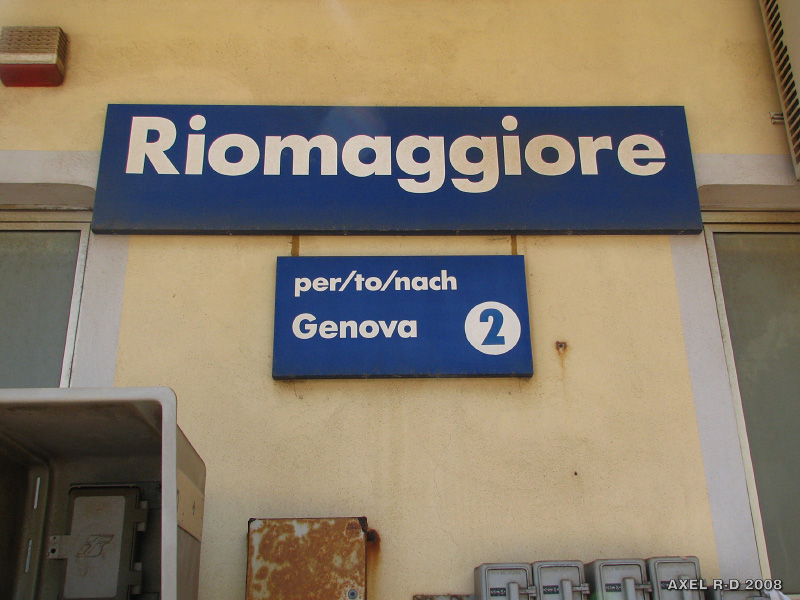 Riomaggiore
per/to/nach
Genova 2
AXEL R-D 2008